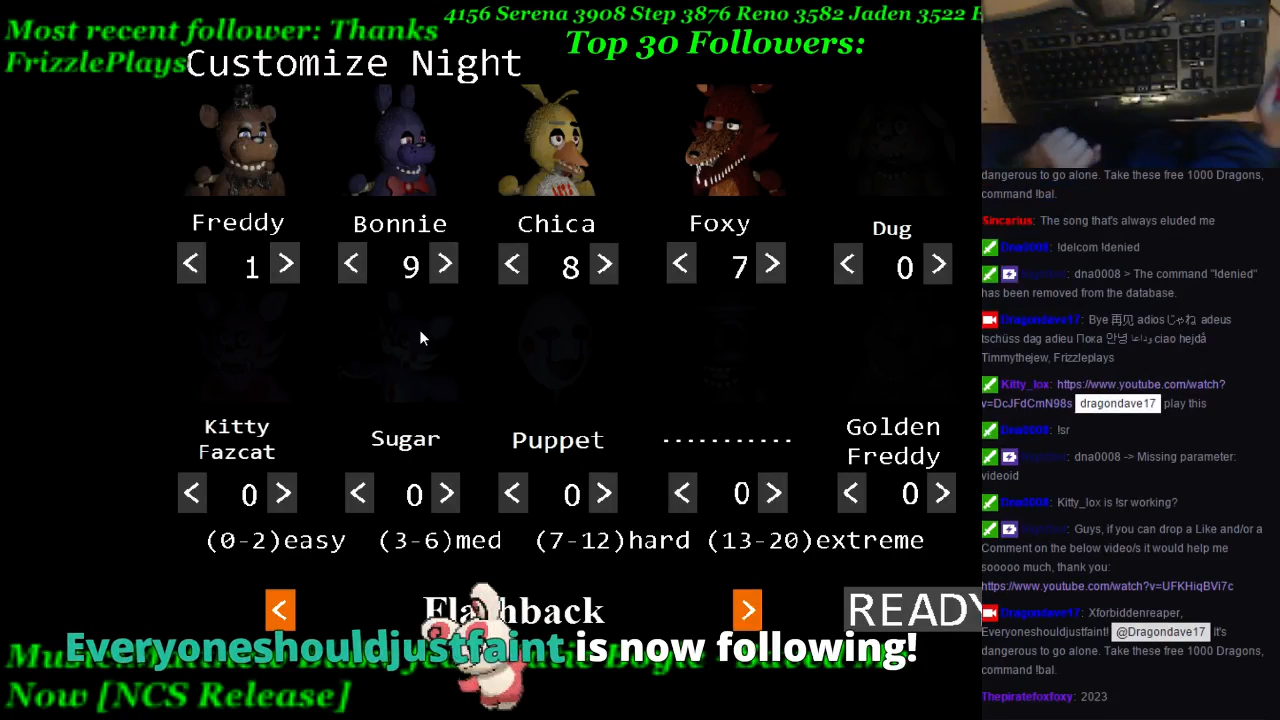 Most recent follower: Thanks
FrizzlePlays
4156 Serena 3908 Step 3876 Reno 3582 Jaden 3522
Top 30 Followers:
Customize Night
Freddy
Bonnie
Chica
Foxy
Dug
< 1 >
< 9 >
< 8 >
< 7 >
< 0 >
Kitty
Fazcat
Sugar
Puppet
-----------
Golden
Freddy
< 0 >
< 0 >
< 0 >
< 0 >
< 0 >
(0-2)easy (3-6)med (7-12)hard (13-20)extreme
<
>
READY
Everyoneshouldjustfaint is now following!
Now [NCS Release]
dangerous to go alone. Take these free 1000 Dragons,
command !bal.
Sincarius: The song that's always eluded me
Dna0008: !delcom !denied
dna0008 > The command "!denied"
has been removed from the database.
Dragondave17: Bye 再见 adios じゃね adeus
tschüss dag adieu Пока 안녕 وداعا ciao hejdå
Timmythejew, Frizzleplays
Kitty_lox: https://www.youtube.com/watch?
v=DcJFdCmN98s dragondave17 play this
Dna0008: !sr
dna0008 -> Missing parameter:
videoid
Dna0008: Kitty_lox is !sr working?
Guys, if you can drop a Like and/or a
Comment on the below video/s it would help me
sooooo much, thank you:
https://www.youtube.com/watch?v=UFKHiqBVi7c
Dragondave17: Xforbiddenreaper,
Everyoneshouldjustfaint! @Dragondave17 It's
dangerous to go alone. Take these free 1000 Dragons,
command !bal.
Thepiratefoxfoxy: 2023